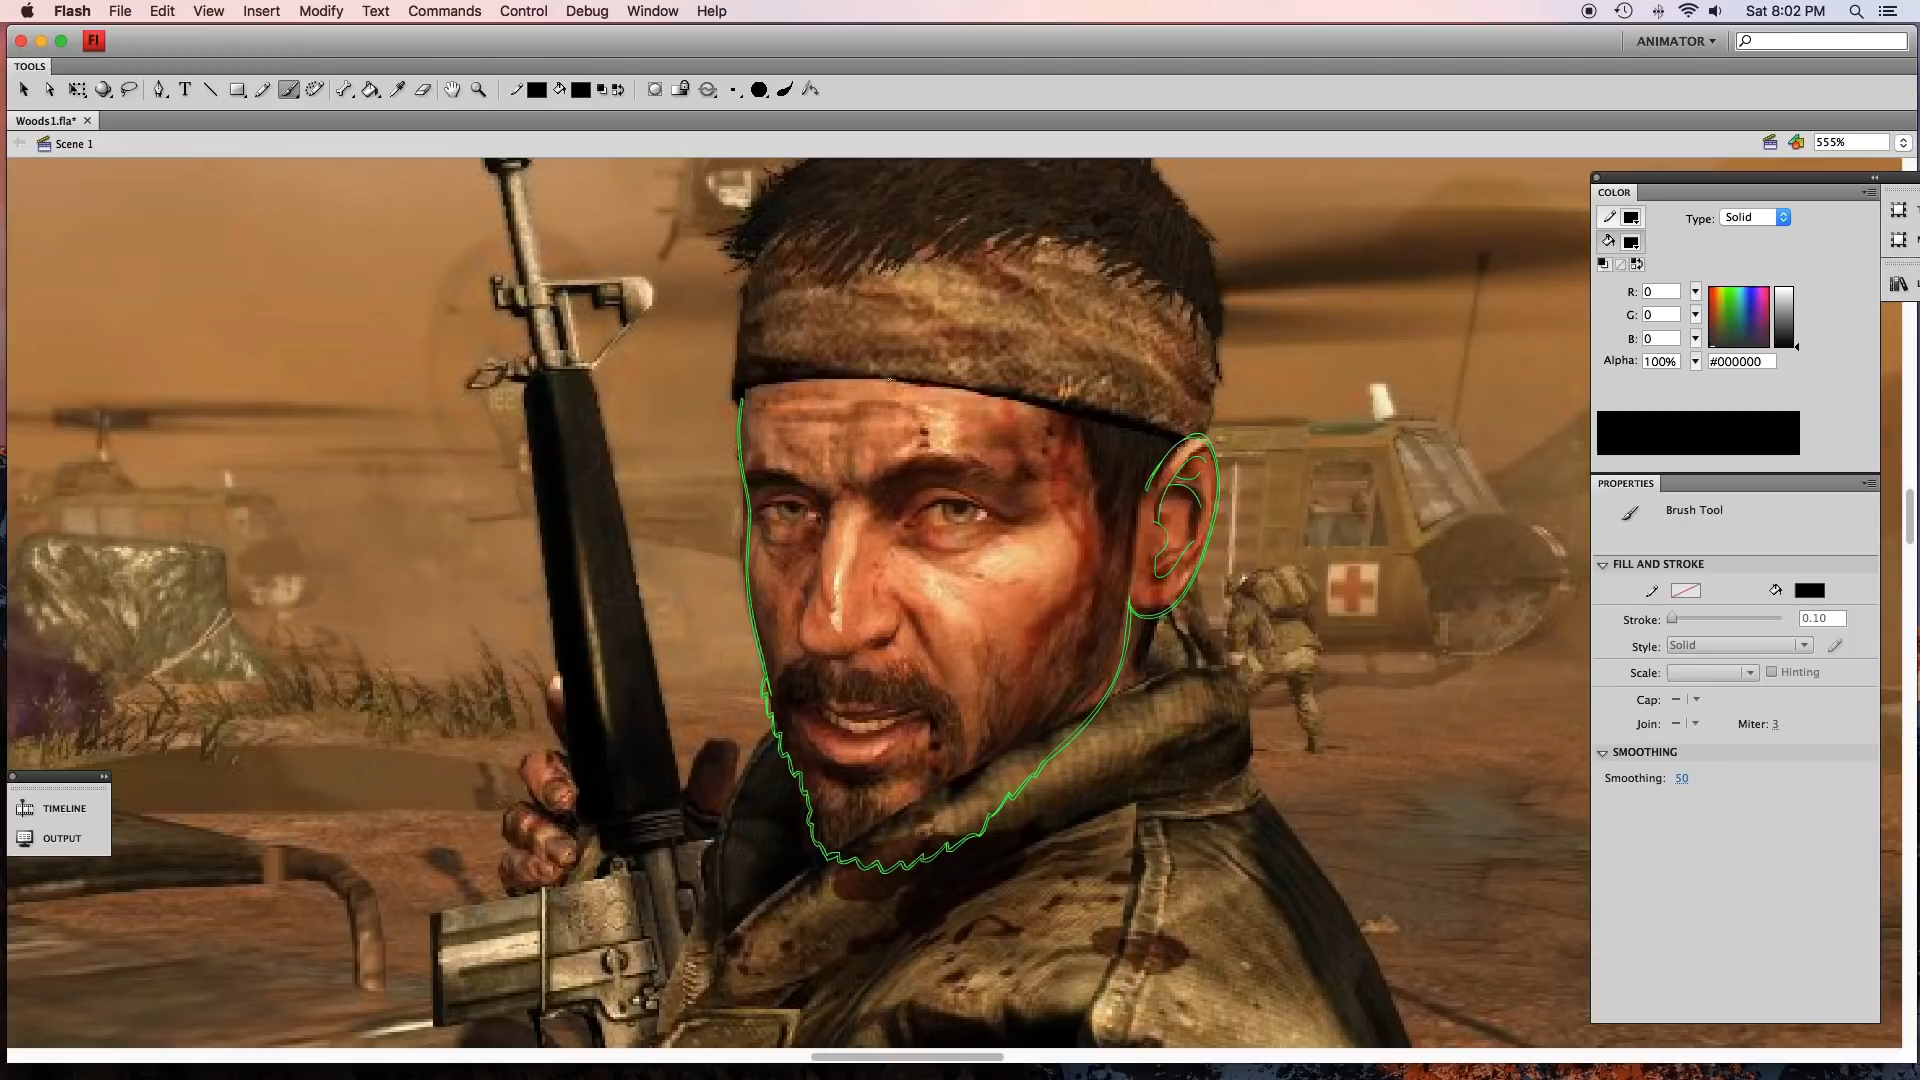 Flash File Edit View Insert Modify Text Commands Control Debug Window Help Sat 8:02 PM
Fl ANIMATOR
TOOLS
T
Woods1.fla*
Scene 1 555%
COLOR
Type: Solid
R: 0
G: 0
B: 0
Alpha: 100% #000000
PROPERTIES
Brush Tool
FILL AND STROKE
Stroke: 0.10
Style: Solid
Scale: Hinting
Cap:
Join: Miter: 3
SMOOTHING
Smoothing: 50
TIMELINE
OUTPUT